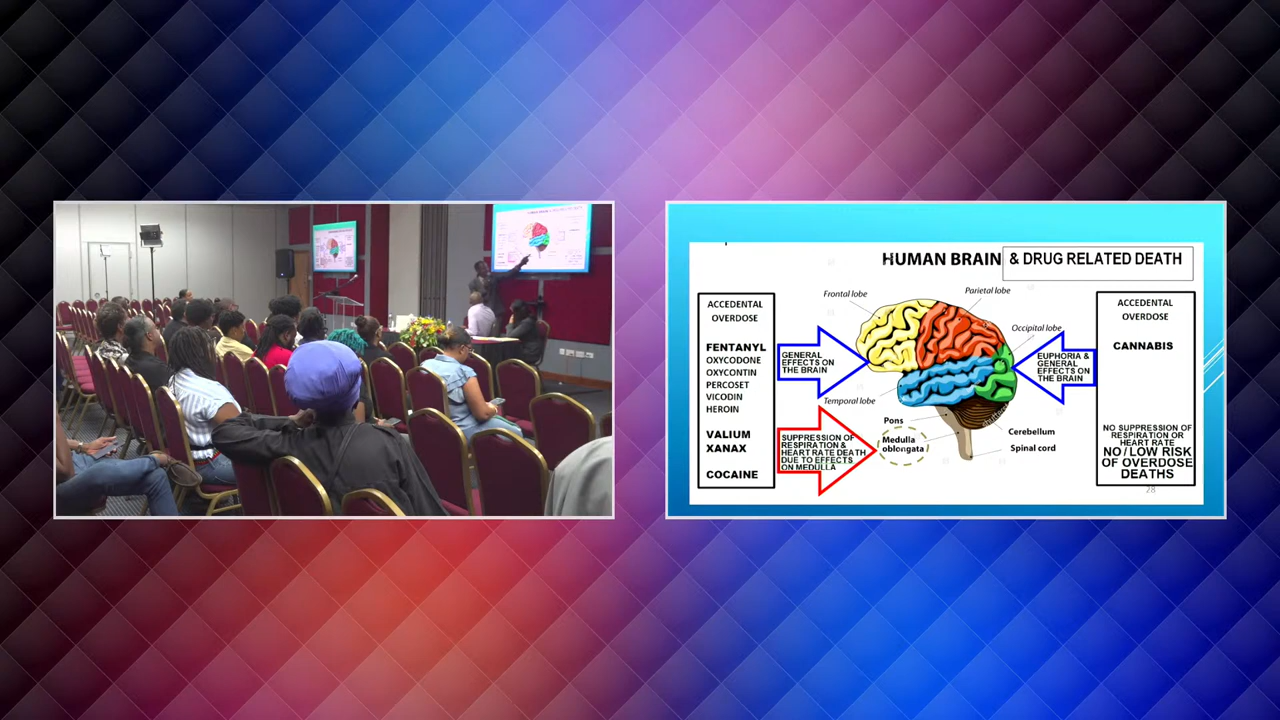 HUMAN BRAIN & DRUG RELATED DEATH
ACCEDENTAL
OVERDOSE
FENTANYL
OXYCODONE
OXYCONTIN
PERCOSET
VICODIN
HEROIN
VALIUM
XANAX
COCAINE
GENERAL
EFFECTS ON
THE BRAIN
SUPPRESSION OF
RESPIRATION &
HEART RATE DEATH
DUE TO EFFECTS
ON MEDULLA
Frontal lobe
Parietal lobe
Occipital lobe
Temporal lobe
Pons
Medulla
oblongata
Cerebellum
Spinal cord
EUPHORIA &
GENERAL
EFFECTS ON
THE BRAIN
ACCEDENTAL
OVERDOSE
CANNABIS
NO SUPPRESSION OF
RESPIRATION OR
HEART RATE
NO / LOW RISK
OF OVERDOSE
DEATHS
28